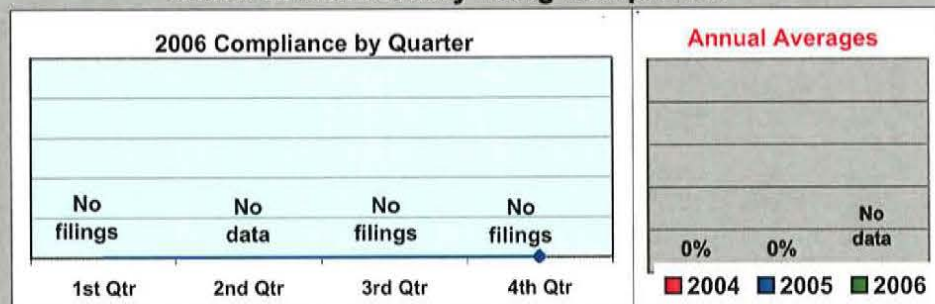 2006 Compliance by Quarter
No filings
No data
No filings
No filings
1st Qtr 2nd Qtr 3rd Qtr 4th Qtr
Annual Averages
0% 0% No data
2004 2005 2006